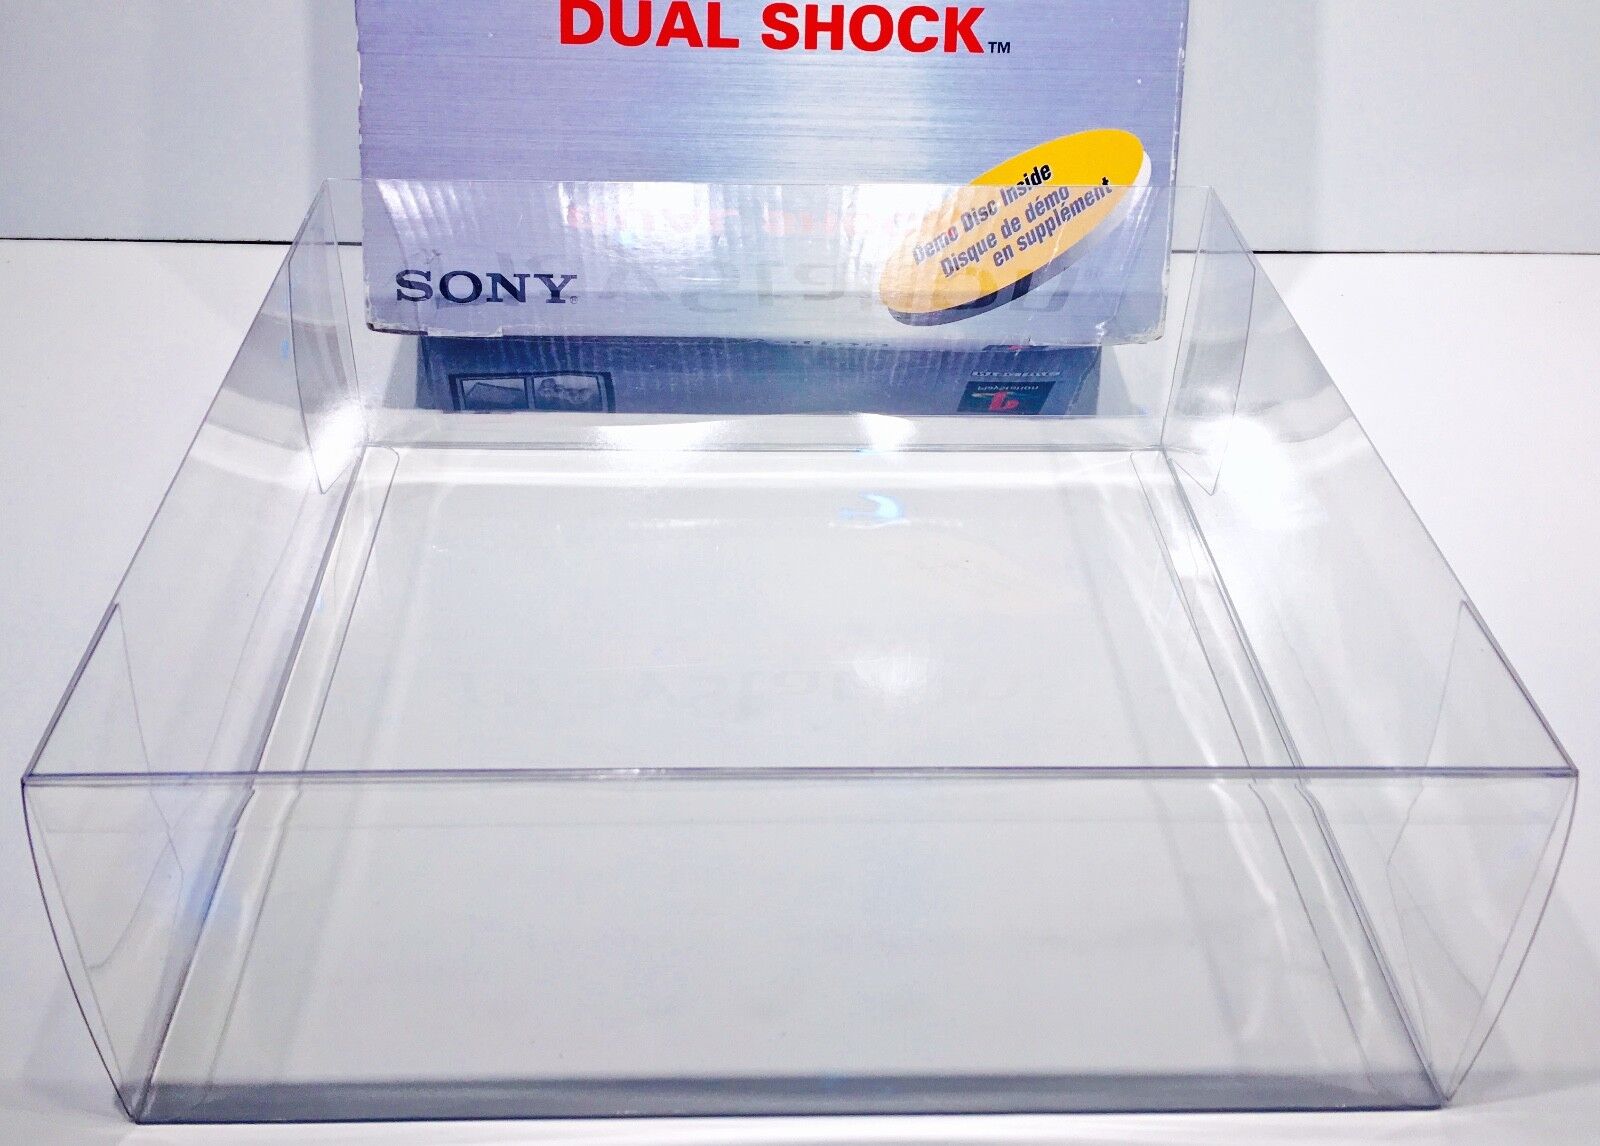 DUAL SHOCK™
Demo Disc Inside
Disque de démo
en supplément
SONY®